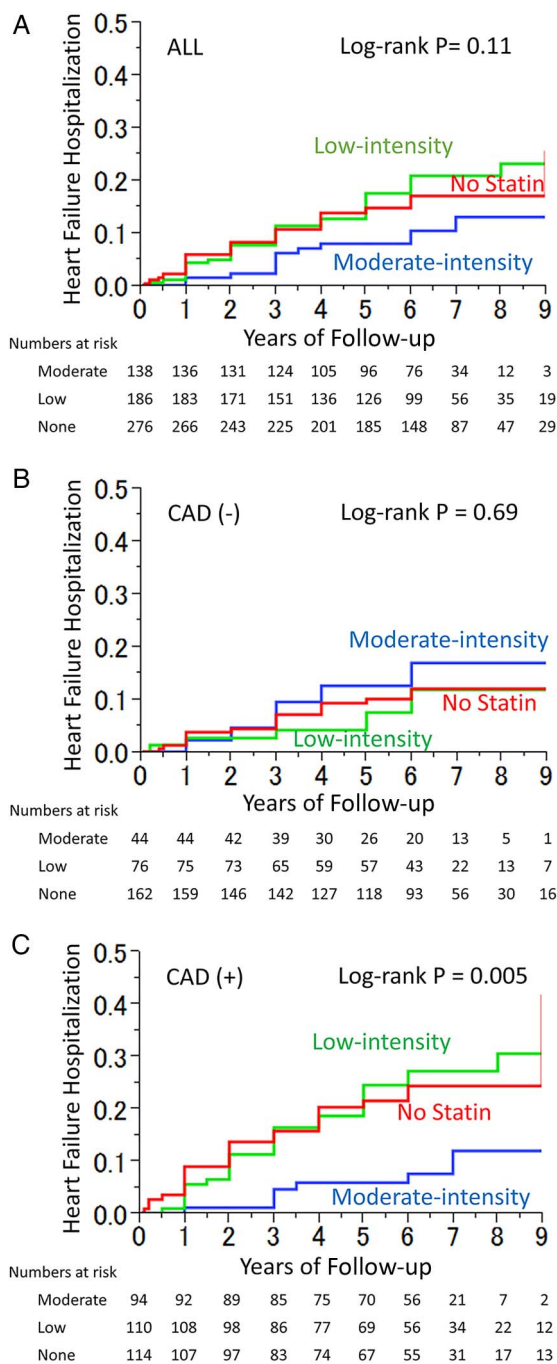 A
ALL
Log-rank P= 0.11
Heart Failure Hospitalization
0.5
0.4
0.3
0.2
0.1
0.0
Low-intensity
No Statin
Moderate-intensity
0 1 2 3 4 5 6 7 8 9
Years of Follow-up
Numbers at risk
Moderate 138 136 131 124 105 96 76 34 12 3
Low 186 183 171 151 136 126 99 56 35 19
None 276 266 243 225 201 185 148 87 47 29
B
CAD (-)
Log-rank P = 0.69
Heart Failure Hospitalization
0.5
0.4
0.3
0.2
0.1
0.0
Moderate-intensity
No Statin
Low-intensity
0 1 2 3 4 5 6 7 8 9
Years of Follow-up
Numbers at risk
Moderate 44 44 42 39 30 26 20 13 5 1
Low 76 75 73 65 59 57 43 22 13 7
None 162 159 146 142 127 118 93 56 30 16
C
CAD (+)
Log-rank P = 0.005
Heart Failure Hospitalization
0.5
0.4
0.3
0.2
0.1
0.0
Low-intensity
No Statin
Moderate-intensity
0 1 2 3 4 5 6 7 8 9
Years of Follow-up
Numbers at risk
Moderate 94 92 89 85 75 70 56 21 7 2
Low 110 108 98 86 77 69 56 34 22 12
None 114 107 97 83 74 67 55 31 17 13